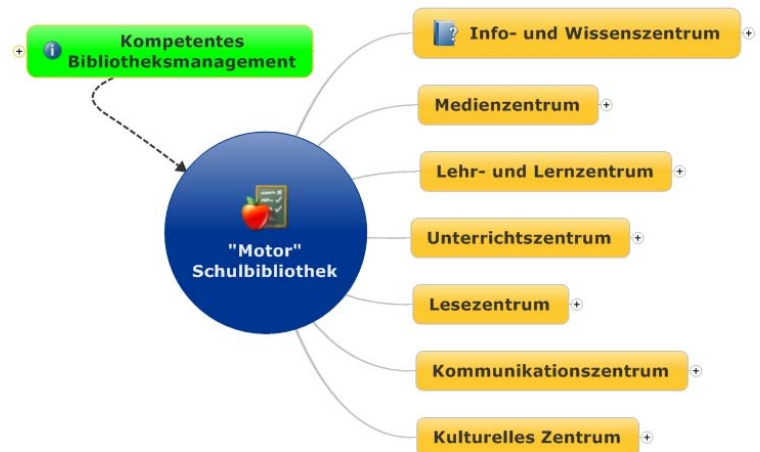 Kompetentes
Bibliotheksmanagement
Info- und Wissenszentrum
Medienzentrum
Lehr- und Lernzentrum
"Motor"
Schulbibliothek
Unterrichtszentrum
Lesezentrum
Kommunikationszentrum
Kulturelles Zentrum